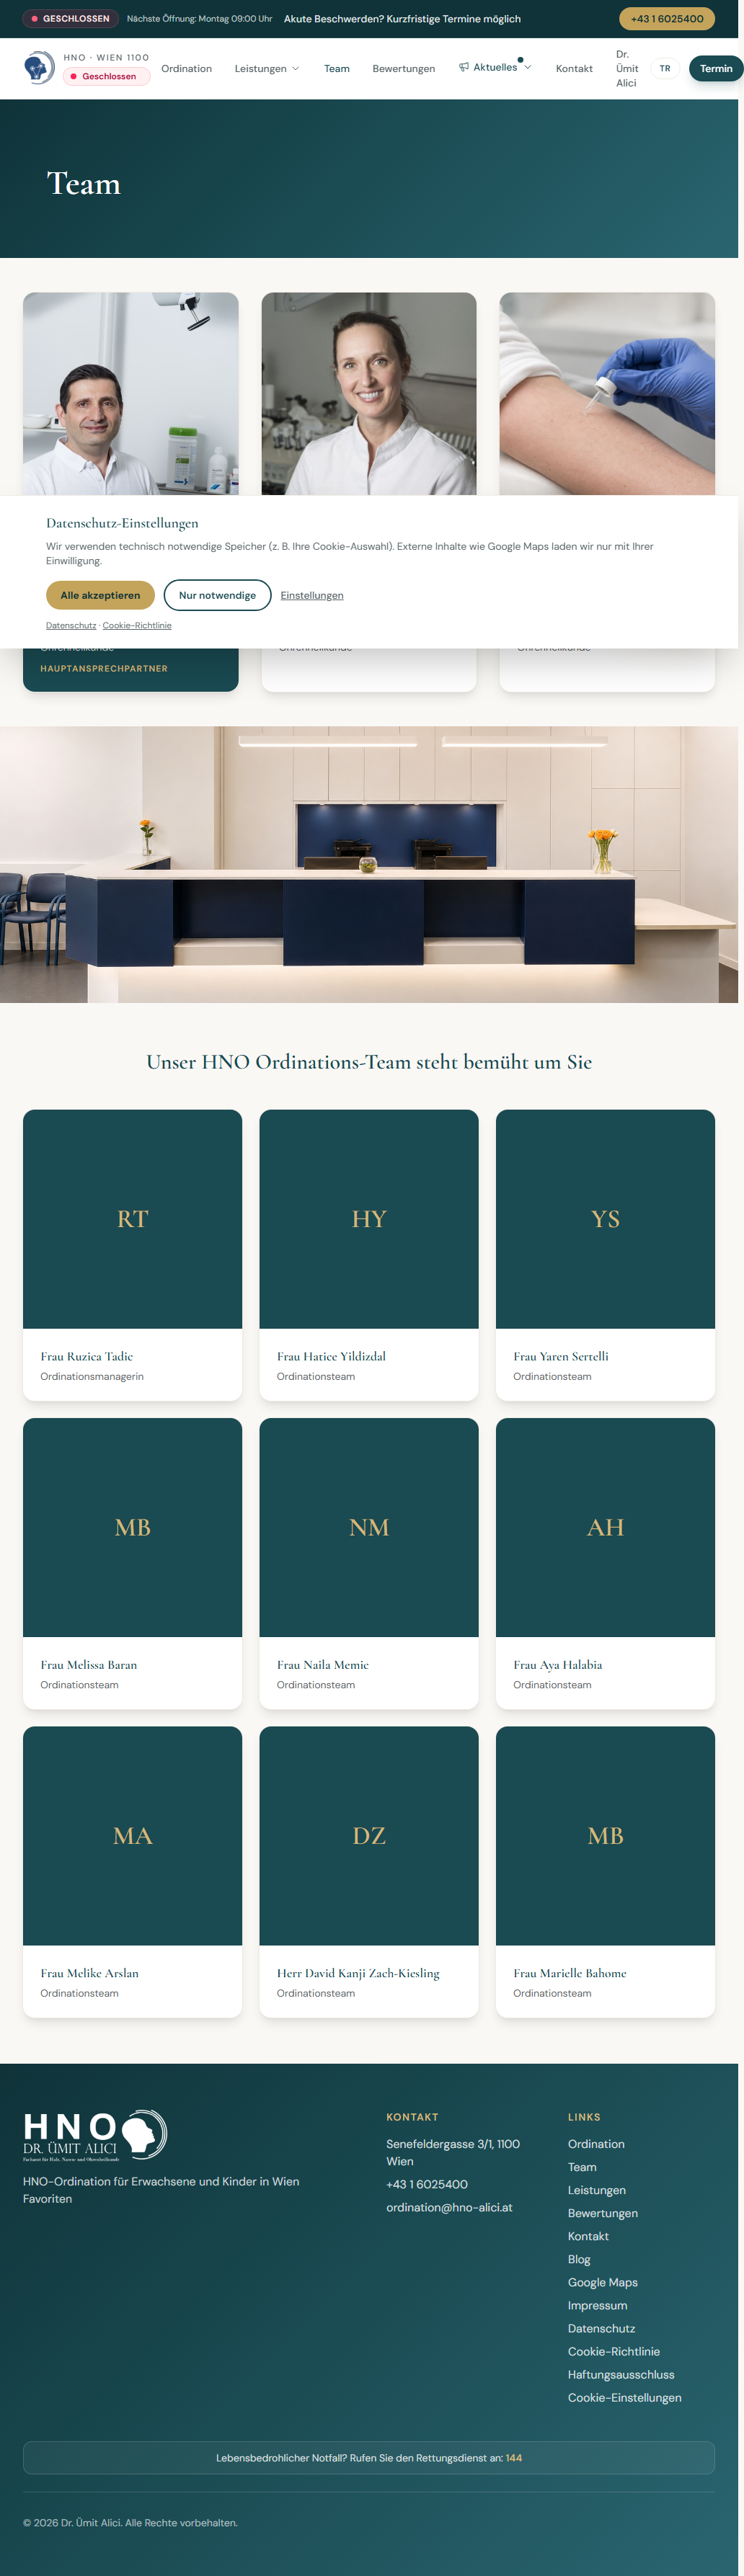 GESCHLOSSEN
Nächste Öffnung: Montag 09:00 Uhr
Akute Beschwerden? Kurzfristige Termine möglich
+43 1 6025400
HNO · WIEN 1100
Geschlossen
Ordination
Leistungen
Team
Bewertungen
Aktuelles
Kontakt
Dr.
Ümit
Alici
TR
Termin
Team
Datenschutz-Einstellungen
Wir verwenden technisch notwendige Speicher (z. B. Ihre Cookie-Auswahl). Externe Inhalte wie Google Maps laden wir nur mit Ihrer
Einwilligung.
Alle akzeptieren
Nur notwendige
Einstellungen
Datenschutz · Cookie-Richtlinie
HAUPTANSPRECHPARTNER
Unser HNO Ordinations-Team steht bemüht um Sie
RT
HY
YS
Frau Ruzica Tadic
Ordinationsmanagerin
Frau Hatice Yildizdal
Ordinationsteam
Frau Yaren Sertelli
Ordinationsteam
MB
NM
AH
Frau Melissa Baran
Ordinationsteam
Frau Naila Memic
Ordinationsteam
Frau Aya Halabia
Ordinationsteam
MA
DZ
MB
Frau Melike Arslan
Ordinationsteam
Herr David Kanji Zach-Kiesling
Ordinationsteam
Frau Marielle Bahome
Ordinationsteam
HNO
DR. ÜMIT ALICI
Facharzt für Hals, Nasen- und Ohrenheilkunde
HNO-Ordination für Erwachsene und Kinder in Wien
Favoriten
KONTAKT
Senefeldergasse 3/1, 1100
Wien
+43 1 6025400
ordination@hno-alici.at
LINKS
Ordination
Team
Leistungen
Bewertungen
Kontakt
Blog
Google Maps
Impressum
Datenschutz
Cookie-Richtlinie
Haftungsausschluss
Cookie-Einstellungen
Lebensbedrohlicher Notfall? Rufen Sie den Rettungsdienst an: 144
© 2026 Dr. Ümit Alici. Alle Rechte vorbehalten.